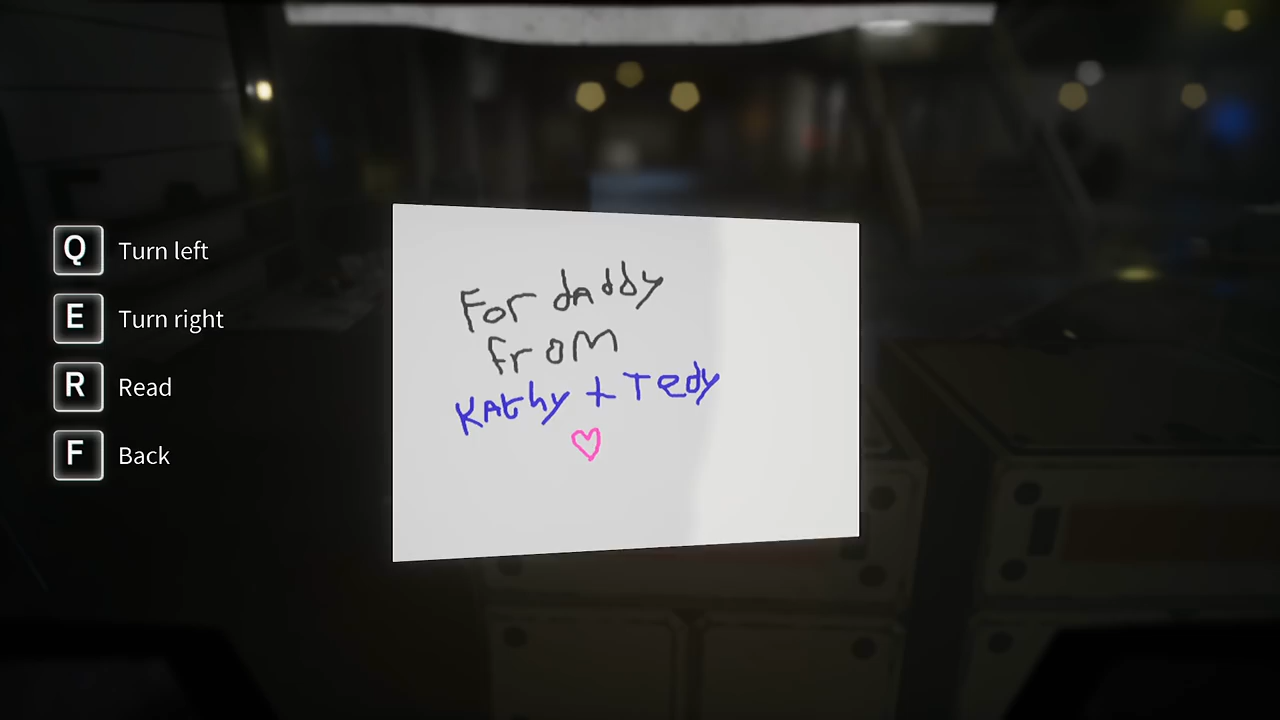 Q Turn left
E Turn right
R Read
F Back
For daddy
From
KAthy + Tedy